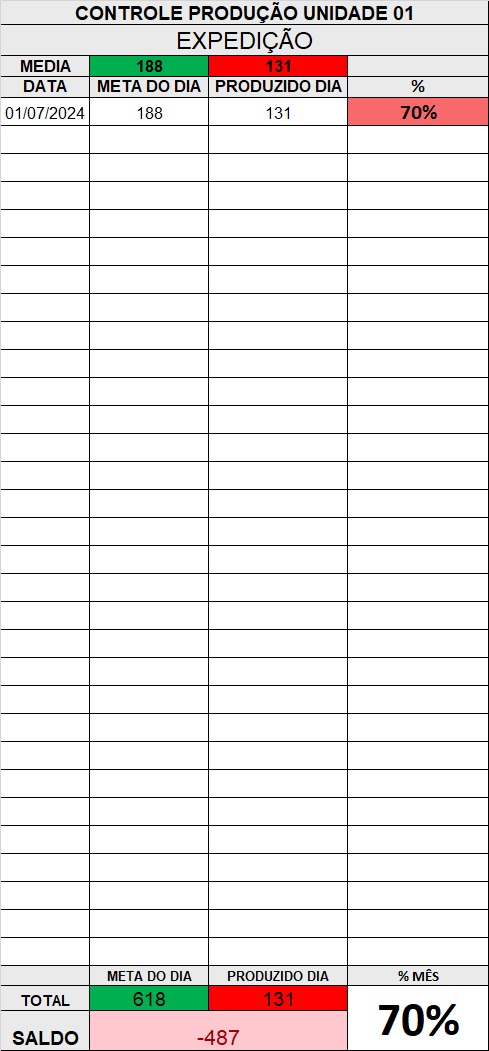 CONTROLE PRODUÇÃO UNIDADE 01
EXPEDIÇÃO
MEDIA 188 131
DATA META DO DIA PRODUZIDO DIA %
01/07/2024 188 131 70%
META DO DIA PRODUZIDO DIA % MÊS
TOTAL 618 131 70%
SALDO -487